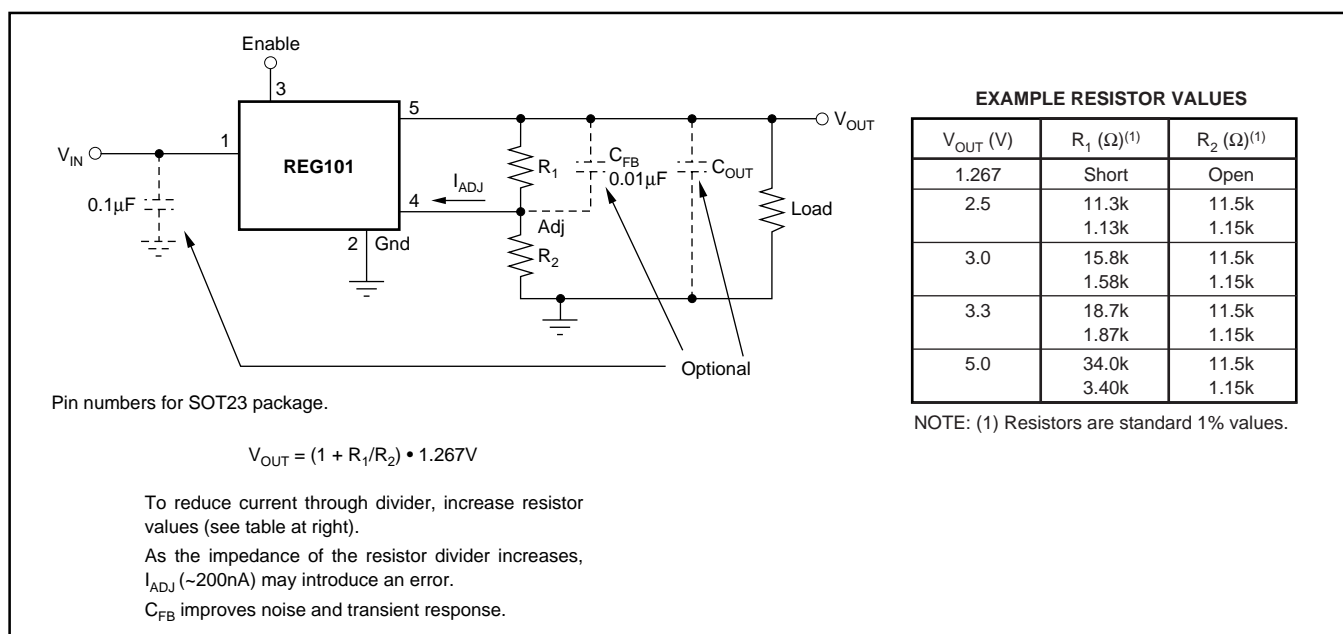 Enable
3
5
V_OUT
1
V_IN
REG101
C_FB
0.01μF
C_OUT
R_1
I_ADJ
4
0.1μF
Load
Adj
2 Gnd
R_2
Optional
Pin numbers for SOT23 package.
V_OUT = (1 + R_1/R_2) • 1.267V
To reduce current through divider, increase resistor
values (see table at right).
As the impedance of the resistor divider increases,
I_ADJ (~200nA) may introduce an error.
C_FB improves noise and transient response.
EXAMPLE RESISTOR VALUES
V_OUT (V) R_1 (Ω)(1) R_2 (Ω)(1)
1.267 Short Open
2.5 11.3k 11.5k
1.13k 1.15k
3.0 15.8k 11.5k
1.58k 1.15k
3.3 18.7k 11.5k
1.87k 1.15k
5.0 34.0k 11.5k
3.40k 1.15k
NOTE: (1) Resistors are standard 1% values.